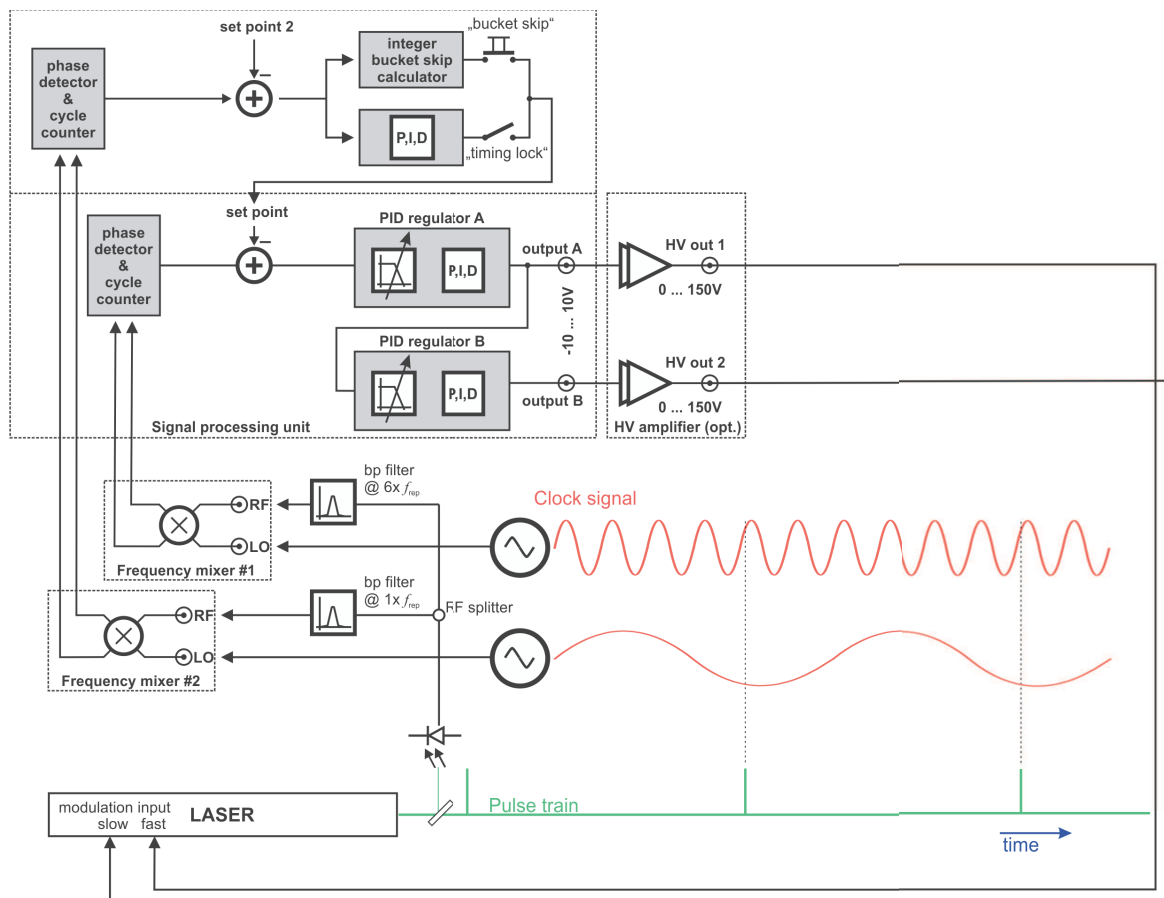 set point 2
„bucket skip“
phase
detector
&
cycle
counter
–
+
integer
bucket skip
calculator
P,I,D
„timing lock“
set point
–
+
phase
detector
&
cycle
counter
PID regulator A
P,I,D
output A
HV out 1
0 ... 150V
-10 ... 10V
PID regulator B
P,I,D
output B
HV out 2
0 ... 150V
Signal processing unit
HV amplifier (opt.)
bp filter
@ 6x frep
RF
LO
Frequency mixer #1
Clock signal
bp filter
@ 1x frep
RF splitter
RF
LO
Frequency mixer #2
modulation input
slow fast
LASER
Pulse train
time